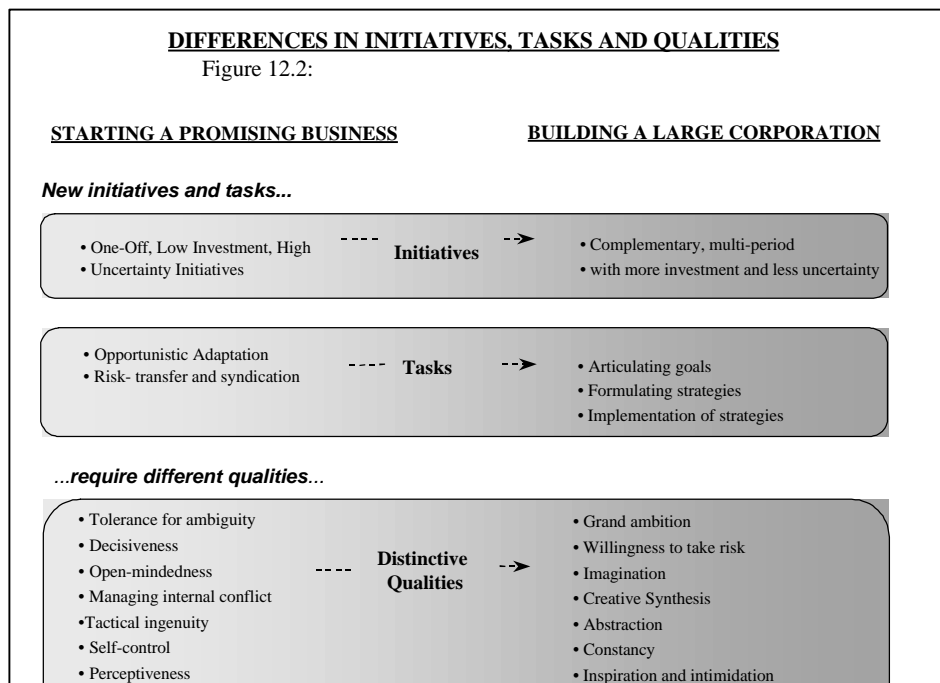 DIFFERENCES IN INITIATIVES, TASKS AND QUALITIES
Figure 12.2:
STARTING A PROMISING BUSINESS
BUILDING A LARGE CORPORATION
New initiatives and tasks...
• One-Off, Low Investment, High
• Uncertainty Initiatives
Initiatives
• Complementary, multi-period
• with more investment and less uncertainty
• Opportunistic Adaptation
• Risk- transfer and syndication
Tasks
• Articulating goals
• Formulating strategies
• Implementation of strategies
...require different qualities...
• Tolerance for ambiguity
• Decisiveness
• Open-mindedness
• Managing internal conflict
•Tactical ingenuity
• Self-control
• Perceptiveness
Distinctive
Qualities
• Grand ambition
• Willingness to take risk
• Imagination
• Creative Synthesis
• Abstraction
• Constancy
• Inspiration and intimidation